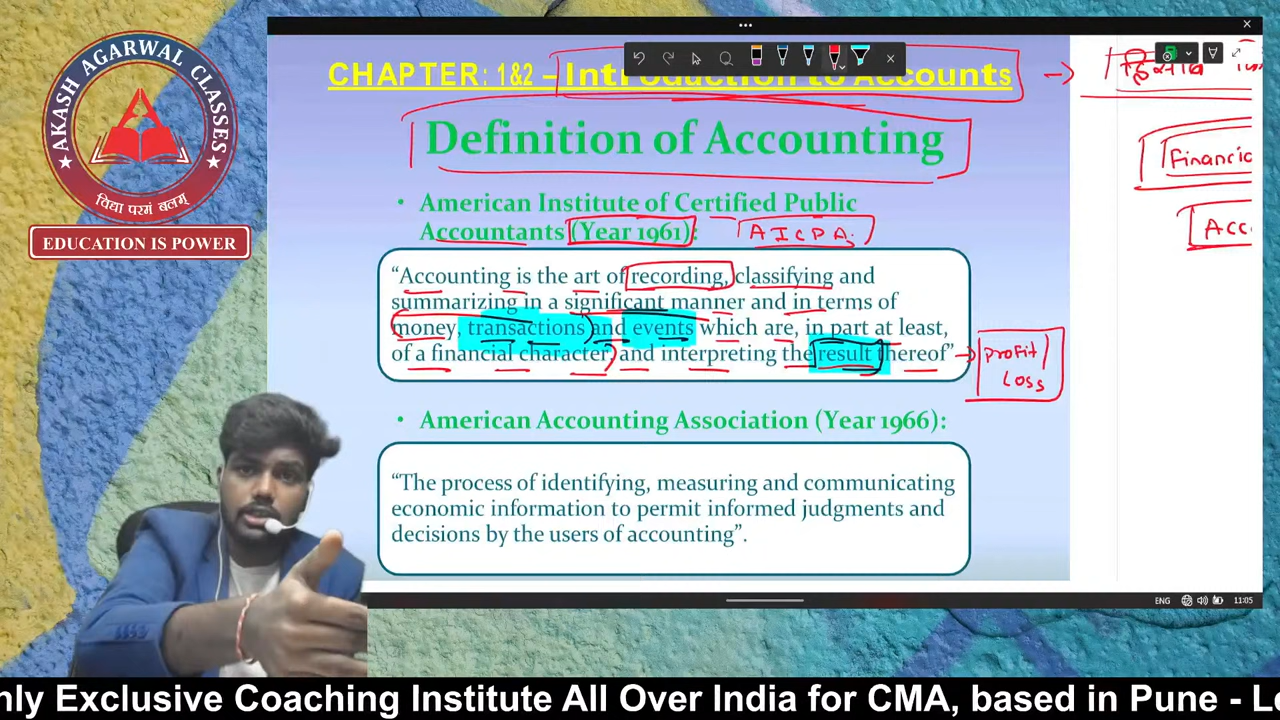 AKASH AGARWAL CLASSES
विद्या परमं बलम्
EDUCATION IS POWER
CHAPTER: 1&2 – Introduction to Accounts
Definition of Accounting
• American Institute of Certified Public
Accountants (Year 1961): AICPA
“Accounting is the art of recording, classifying and
summarizing in a significant manner and in terms of
money, transactions and events which are, in part at least,
of a financial character, and interpreting the result thereof”
Profit/
Loss
• American Accounting Association (Year 1966):
“The process of identifying, measuring and communicating
economic information to permit informed judgments and
decisions by the users of accounting”.
Financia
Acc
ENG 11:05
nly Exclusive Coaching Institute All Over India for CMA, based in Pune - Lo